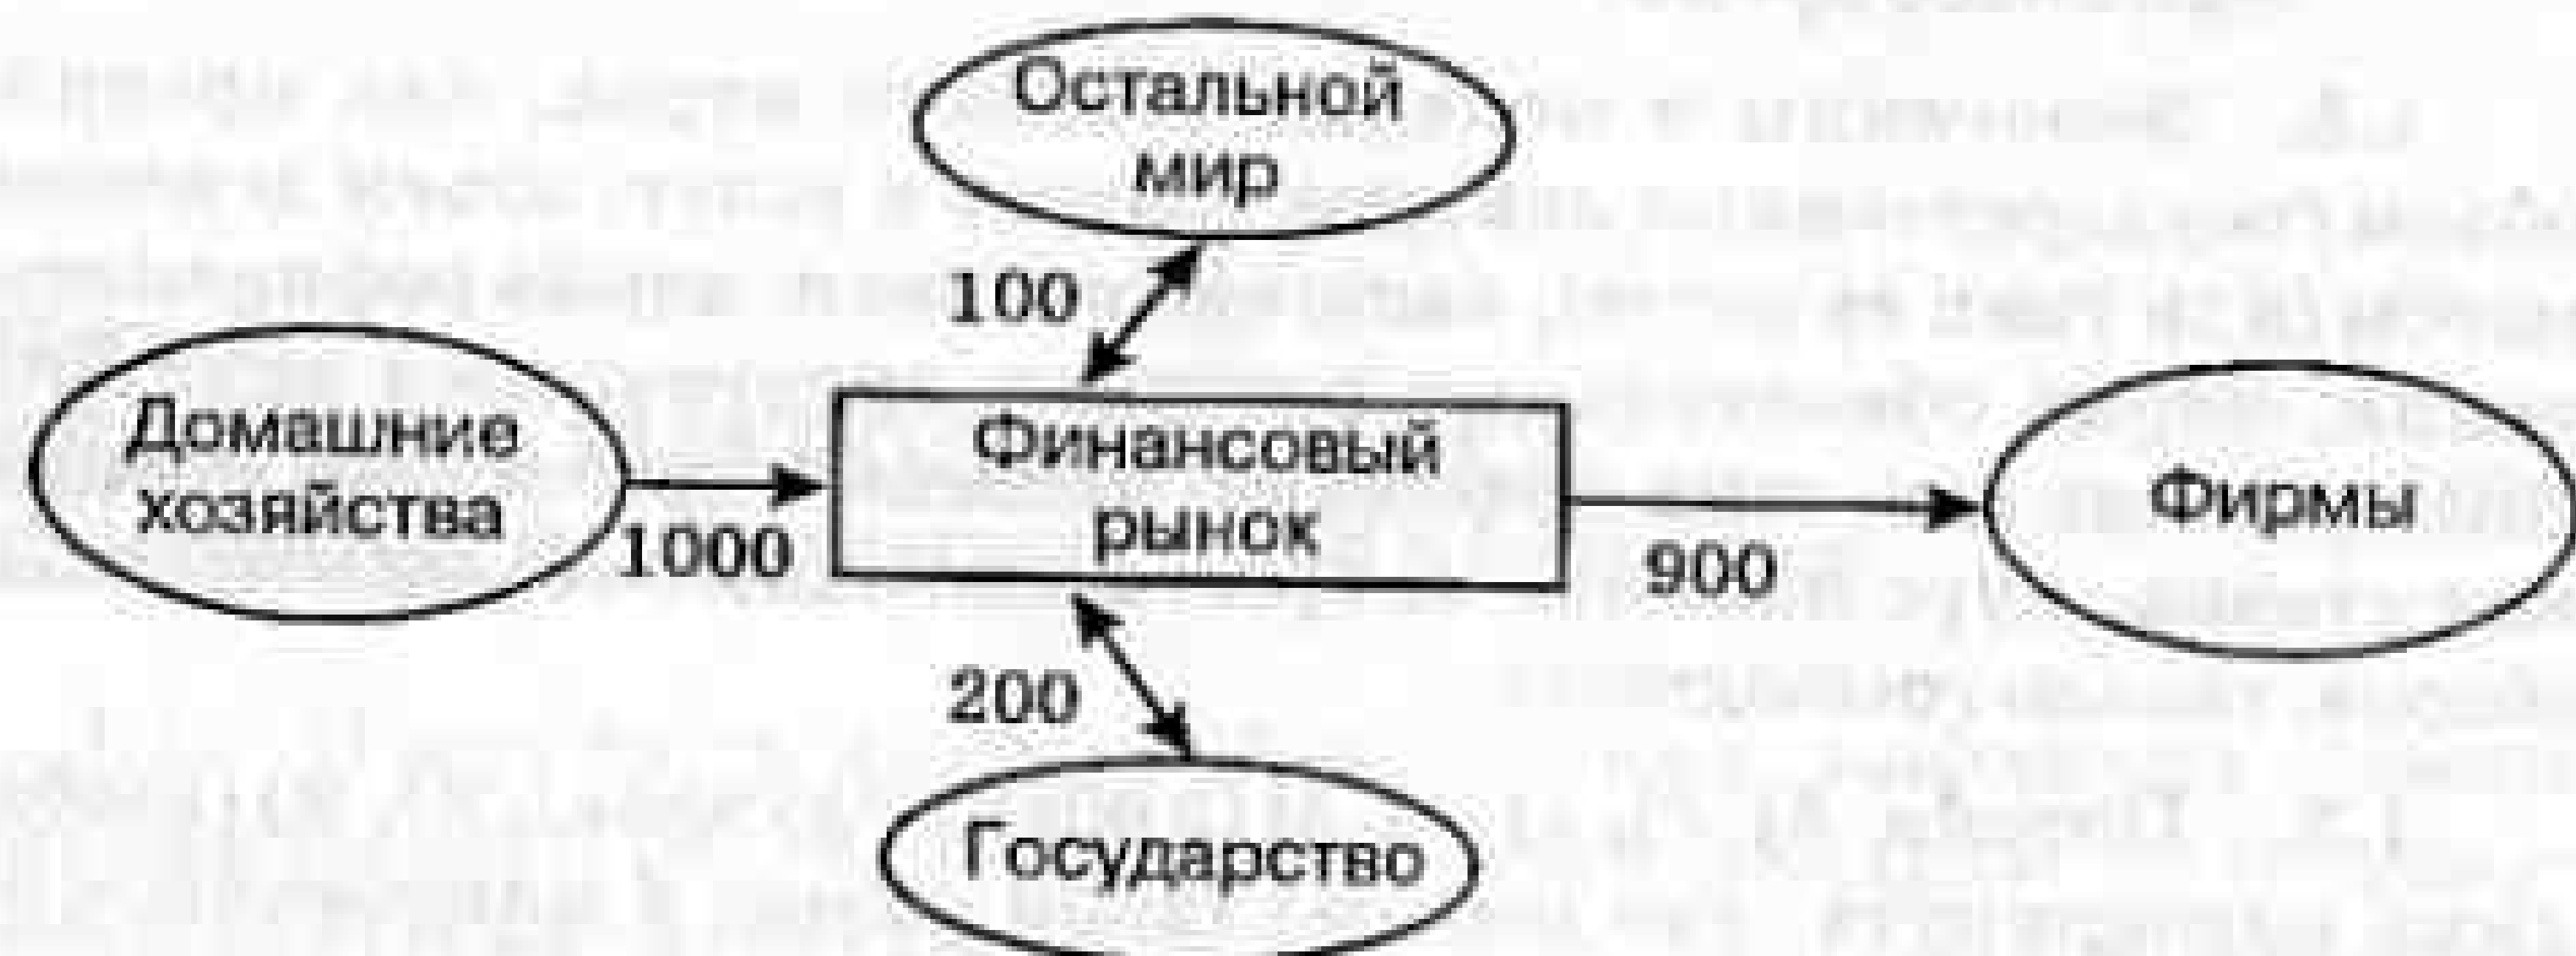 Остальной
мир
100
Домашние
хозяйства
1000
Финансовый
рынок
900
Фирмы
200
Государство